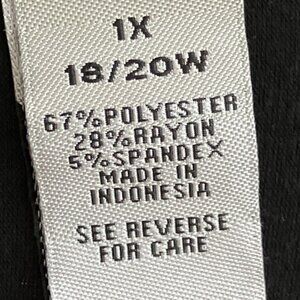 1X
18/20W
67%POLYESTER
28%RAYON
5%SPANDEX
MADE IN
INDONESIA
SEE REVERSE
FOR CARE